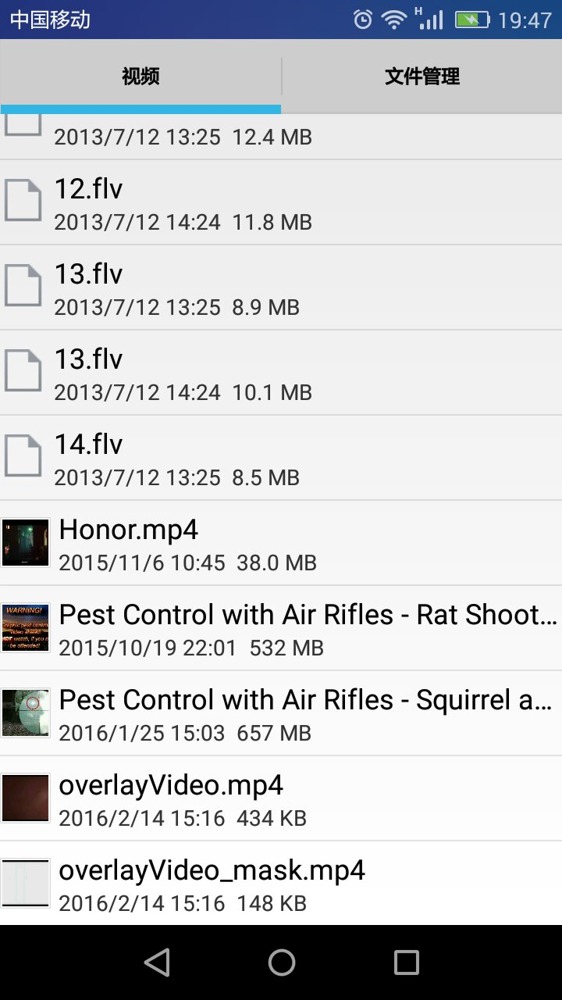 中国移动 H 19:47
视频 文件管理
2013/7/12 13:25 12.4 MB
12.flv
2013/7/12 14:24 11.8 MB
13.flv
2013/7/12 13:25 8.9 MB
13.flv
2013/7/12 14:24 10.1 MB
14.flv
2013/7/12 13:25 8.5 MB
Honor.mp4
2015/11/6 10:45 38.0 MB
WARNING!
Pest Control with Air Rifles - Rat Shoot...
2015/10/19 22:01 532 MB
Pest Control with Air Rifles - Squirrel a...
2016/1/25 15:03 657 MB
overlayVideo.mp4
2016/2/14 15:16 434 KB
overlayVideo_mask.mp4
2016/2/14 15:16 148 KB